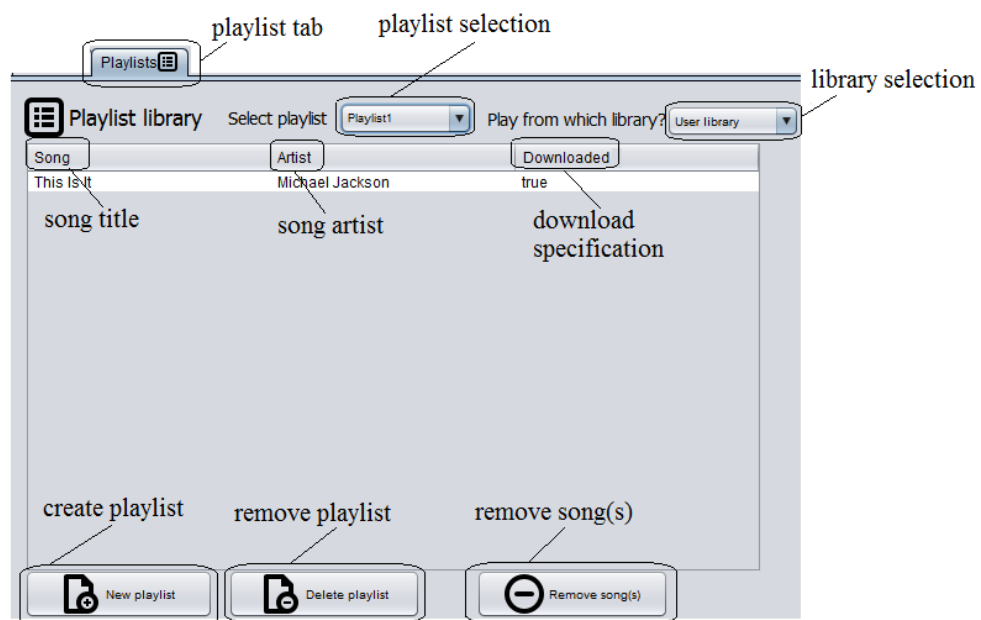 playlist tab
playlist selection
Playlists
library selection
Playlist library
Select playlist
Playlist1
Play from which library?
User library
Song
Artist
Downloaded
This Is It
Michael Jackson
true
song title
song artist
download
specification
create playlist
remove playlist
remove song(s)
New playlist
Delete playlist
Remove song(s)